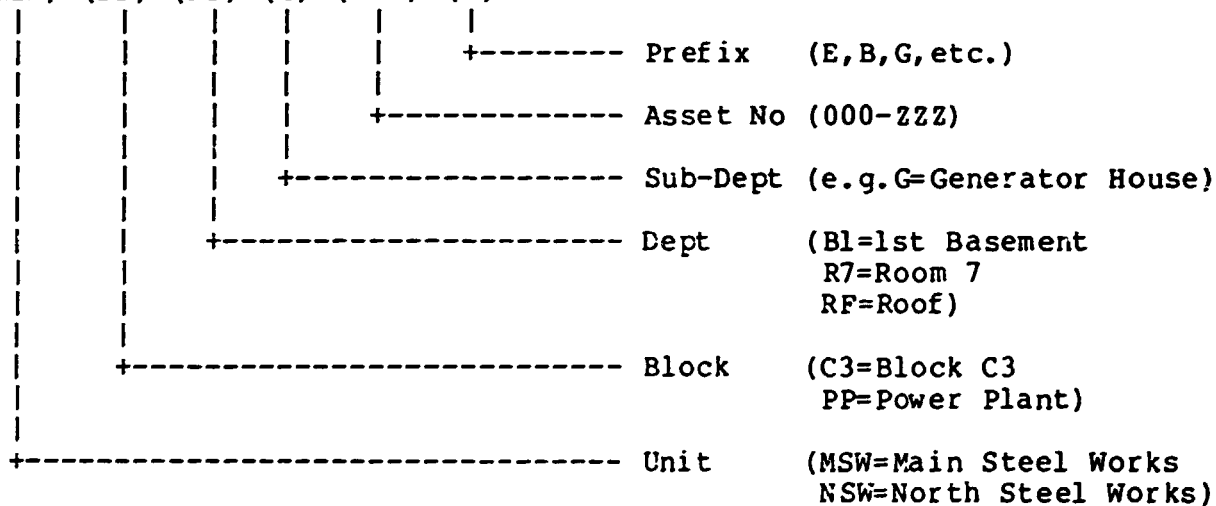 Prefix (E,B,G,etc.)
Asset No (000-ZZZ)
Sub-Dept (e.g.G=Generator House)
Dept (B1=1st Basement
R7=Room 7
RF=Roof)
Block (C3=Block C3
PP=Power Plant)
Unit (MSW=Main Steel Works
NSW=North Steel Works)